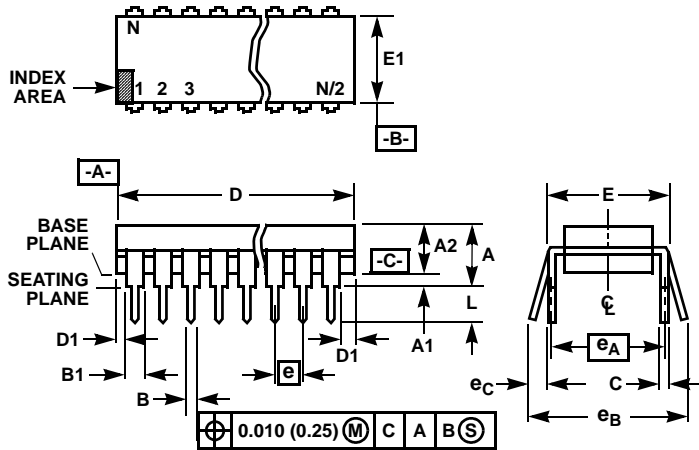 N
E1
INDEX
AREA
1 2 3 N/2
-B-
-A-
D
E
BASE
PLANE
A2
A
-C-
SEATING
PLANE
L
C
L
D1
A1
D1
eA
B1
e
eC
C
B
eB
0.010 (0.25) M C A B S